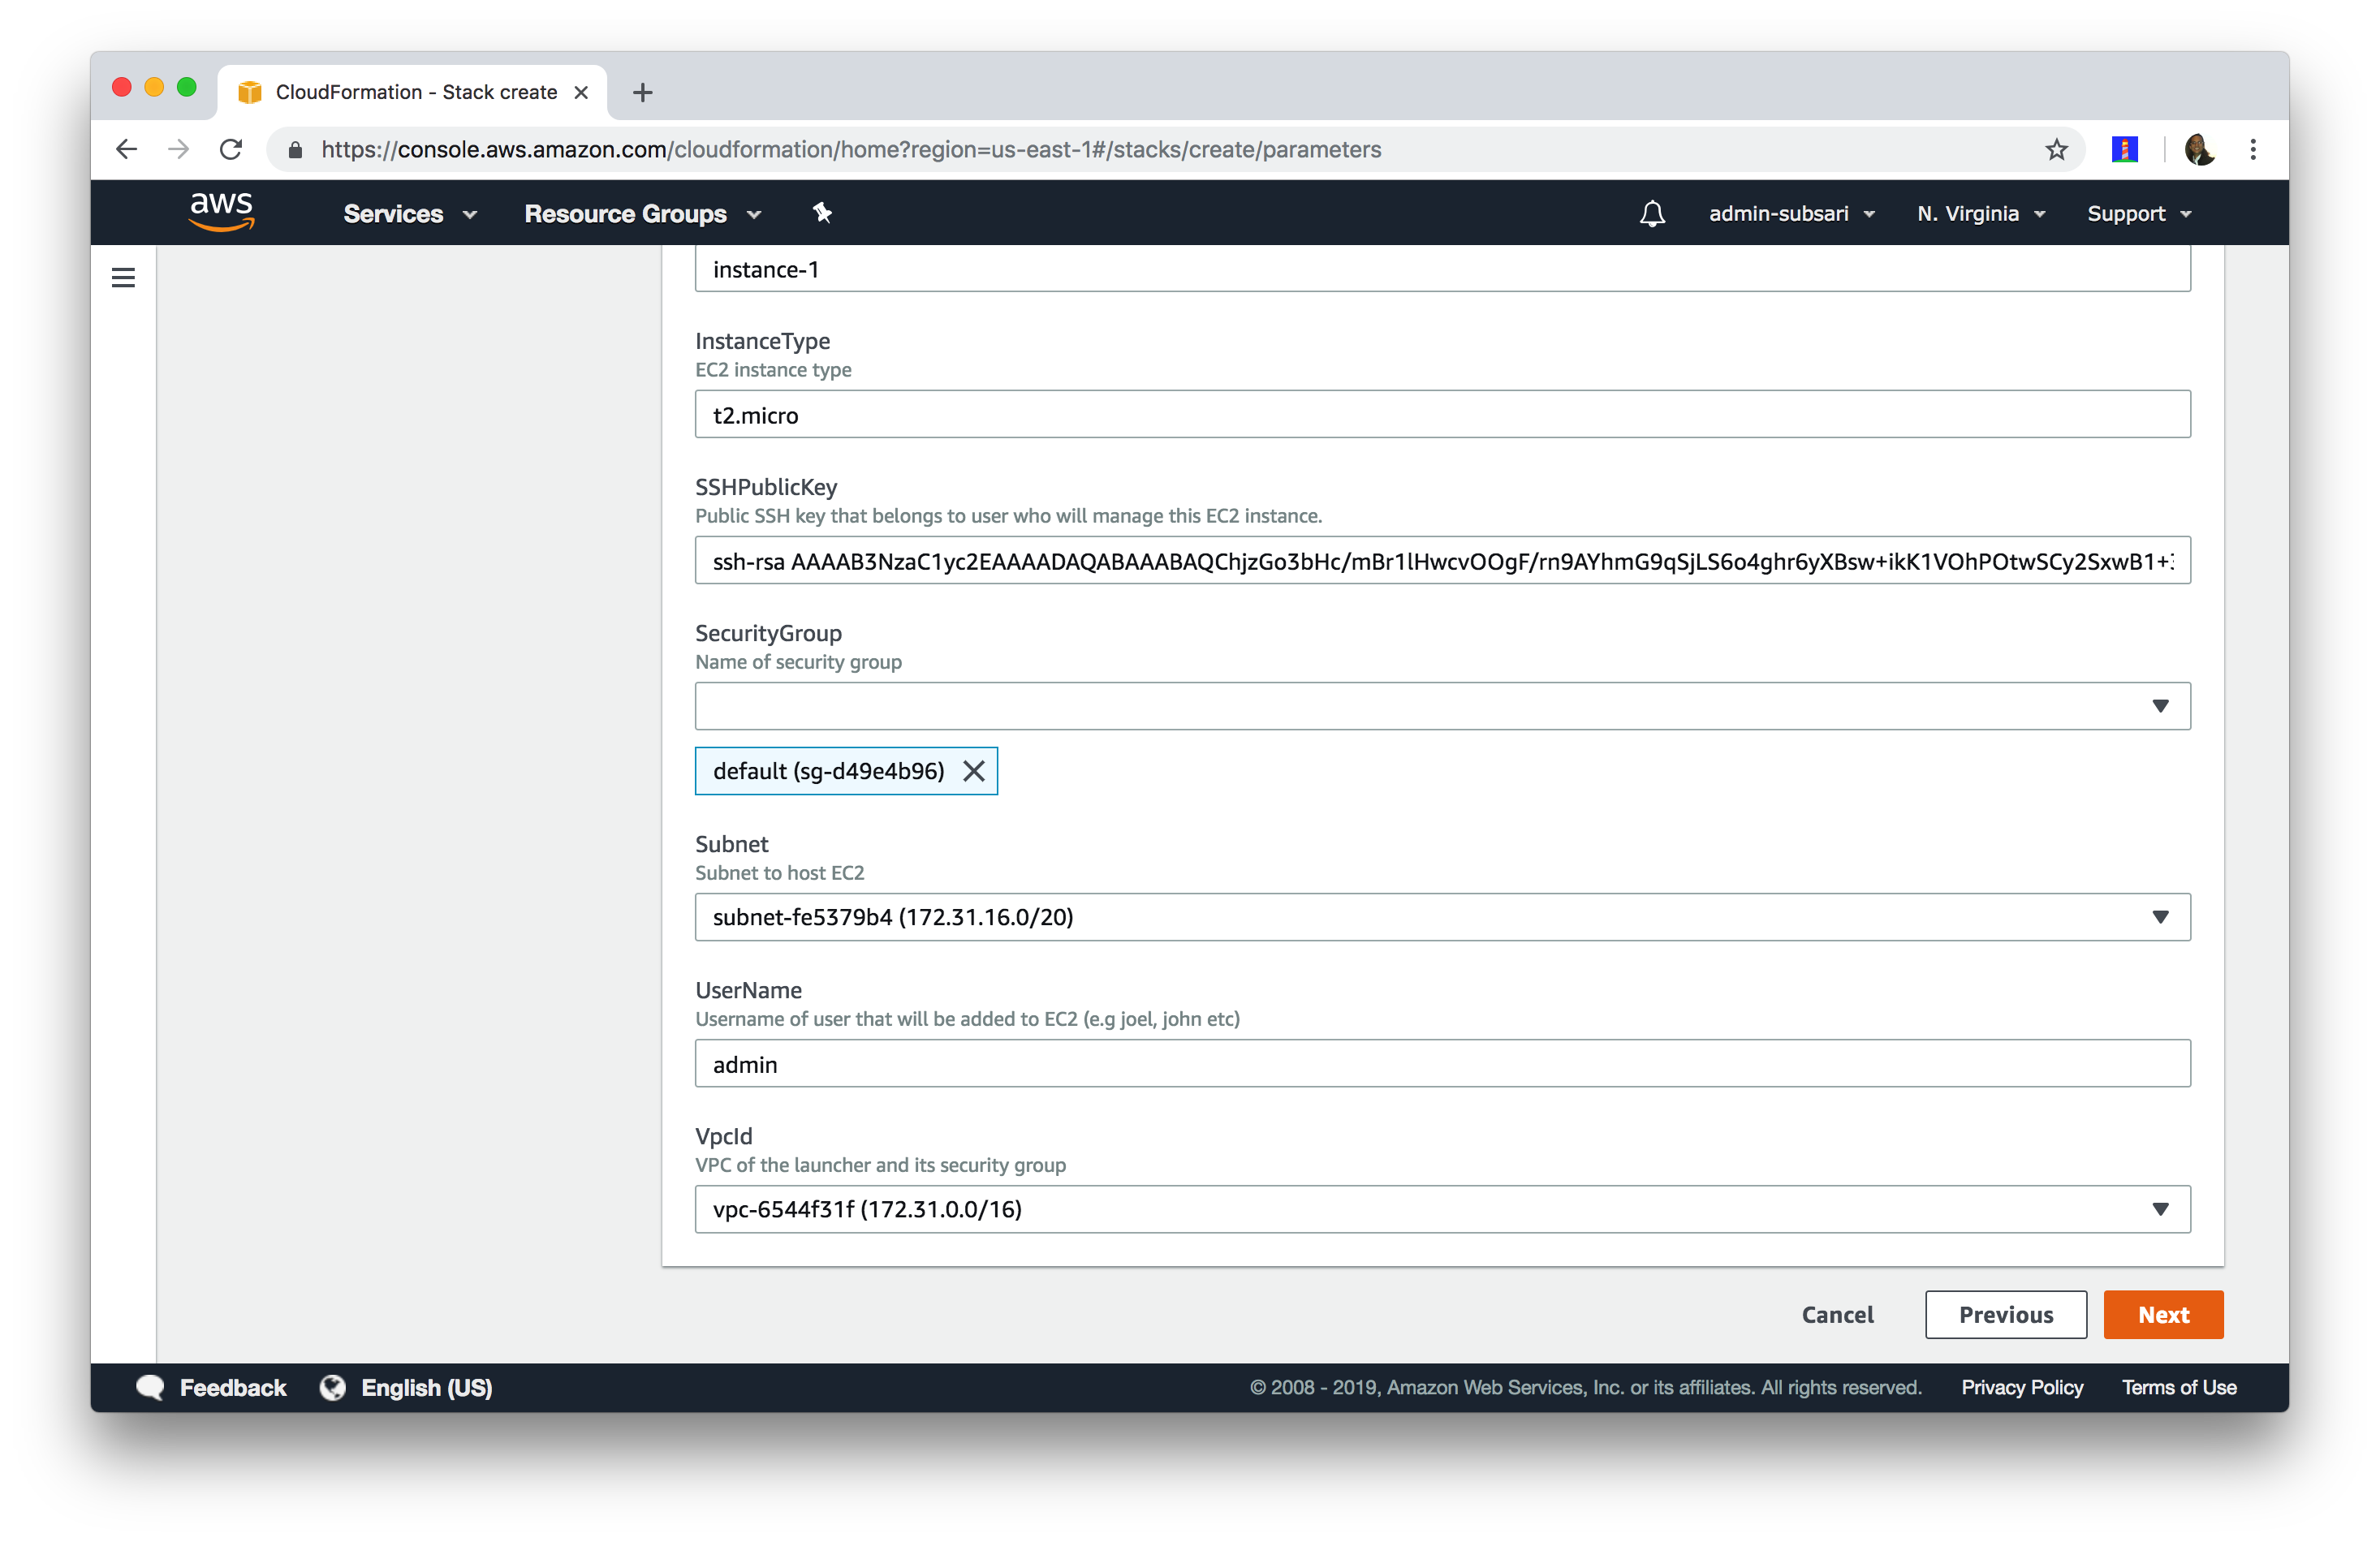 CloudFormation - Stack create
https://console.aws.amazon.com/cloudformation/home?region=us-east-1#/stacks/create/parameters
aws Services Resource Groups admin-subsari N. Virginia Support
instance-1
InstanceType
EC2 instance type
t2.micro
SSHPublicKey
Public SSH key that belongs to user who will manage this EC2 instance.
ssh-rsa AAAAB3NzaC1yc2EAAAADAQABAAABAQChjzGo3bHc/mBr1lHwcvOOgF/rn9AYhmG9qSjLS6o4ghr6yXBsw+ikK1VOhPOtwSCy2SxwB1+
SecurityGroup
Name of security group
default (sg-d49e4b96)
Subnet
Subnet to host EC2
subnet-fe5379b4 (172.31.16.0/20)
UserName
Username of user that will be added to EC2 (e.g joel, john etc)
admin
VpcId
VPC of the launcher and its security group
vpc-6544f31f (172.31.0.0/16)
Cancel Previous Next
Feedback English (US) © 2008 - 2019, Amazon Web Services, Inc. or its affiliates. All rights reserved. Privacy Policy Terms of Use